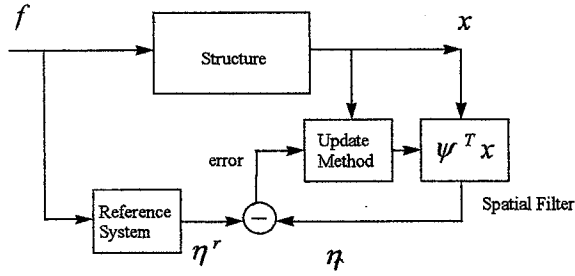 f
x
Structure
Update
Method
ψ ᵀ x
error
Spatial Filter
Reference
System
−
η ʳ
η